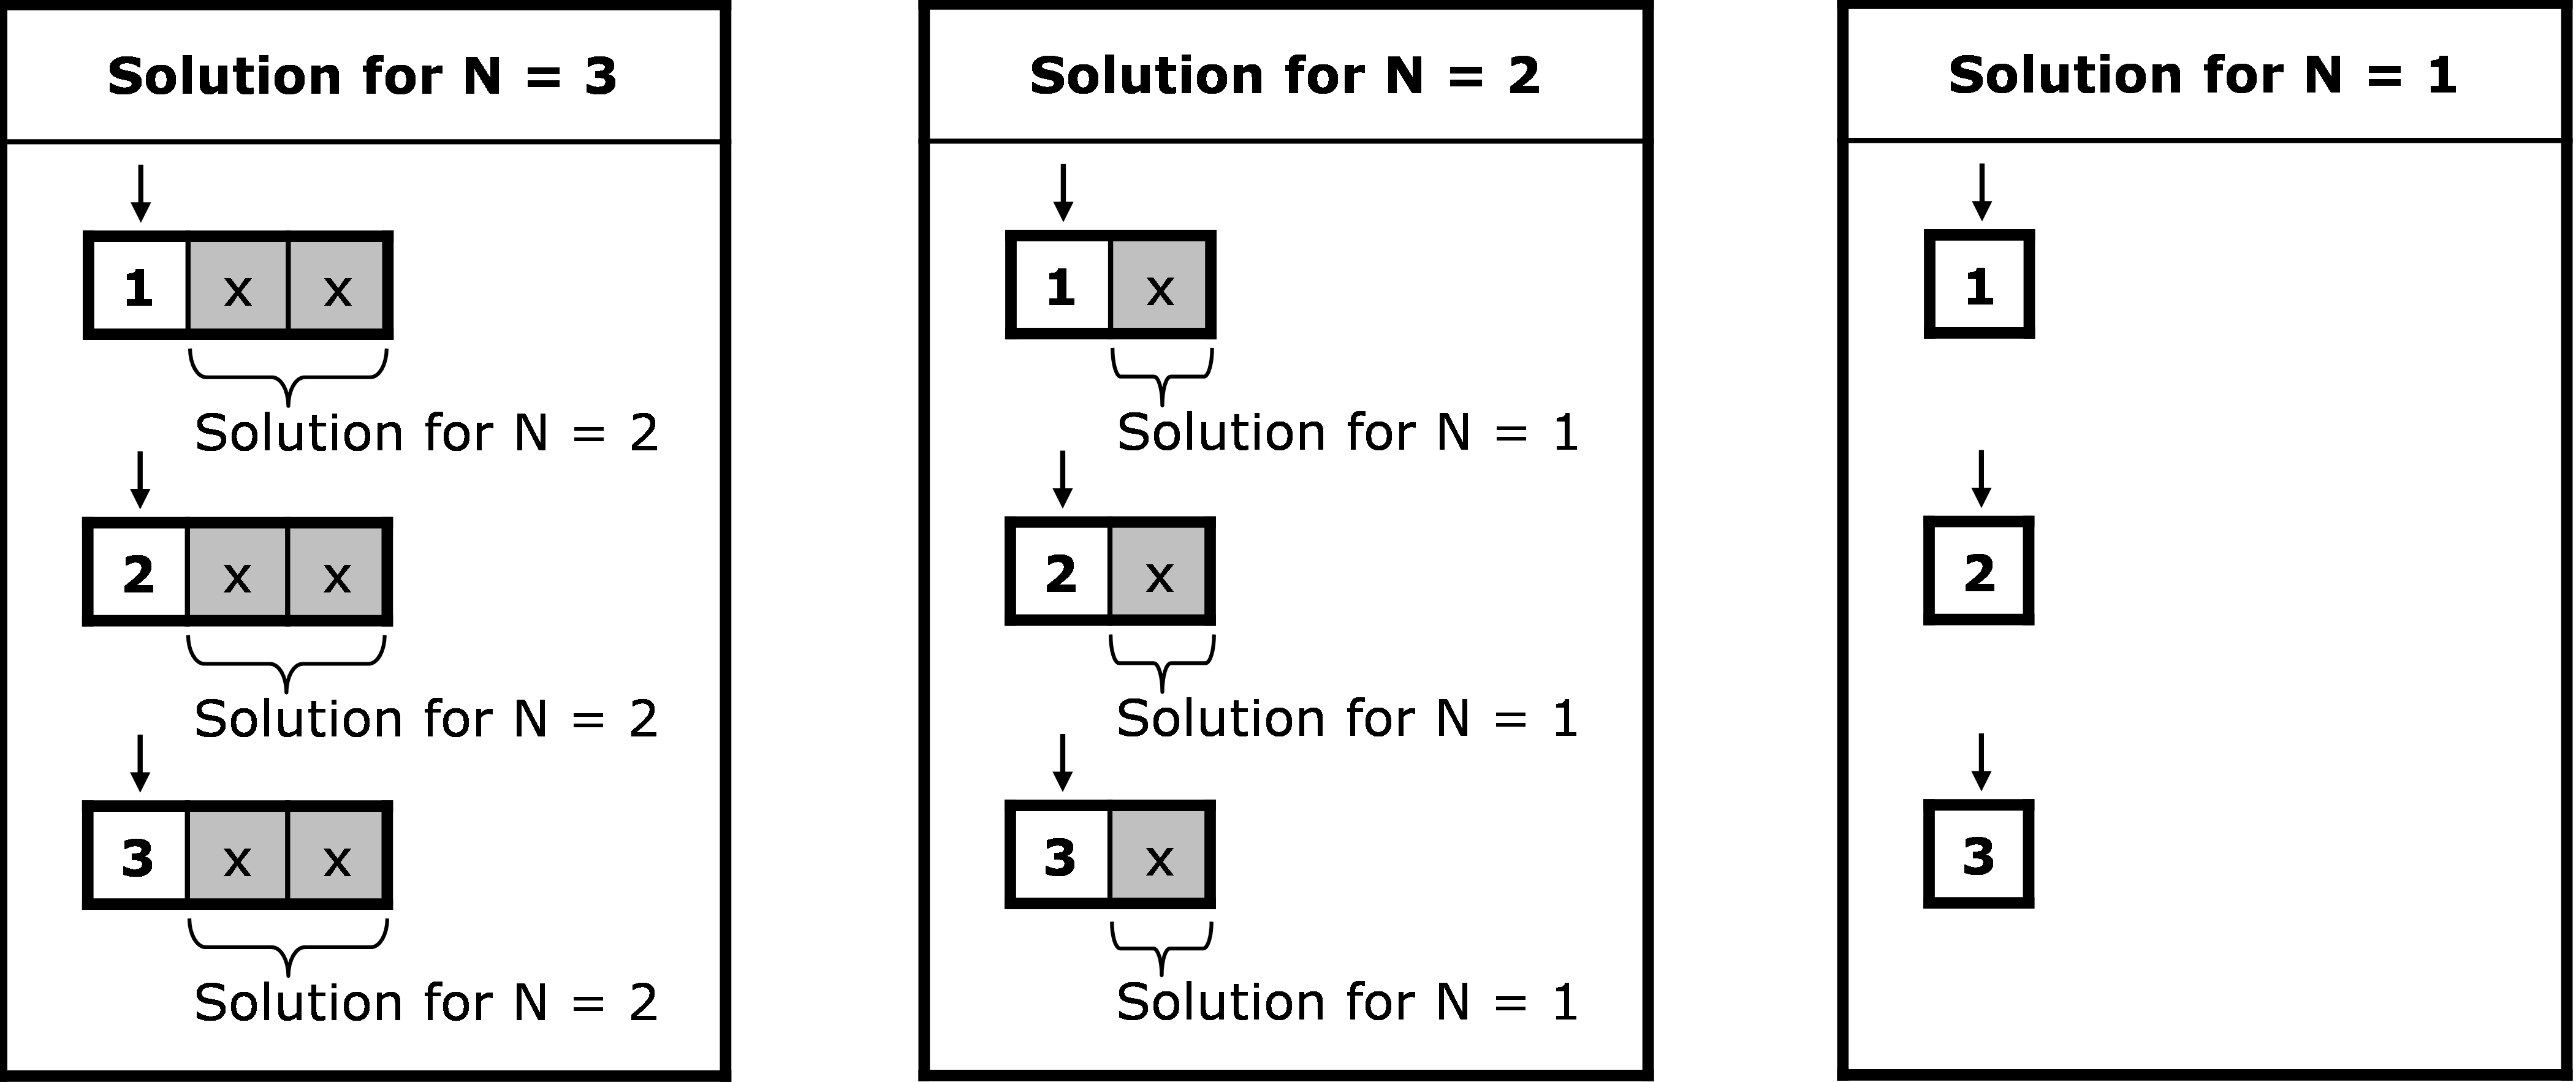 Solution for N = 3
1 x x
Solution for N = 2
2 x x
Solution for N = 2
3 x x
Solution for N = 2
Solution for N = 2
1 x
Solution for N = 1
2 x
Solution for N = 1
3 x
Solution for N = 1
Solution for N = 1
1
2
3